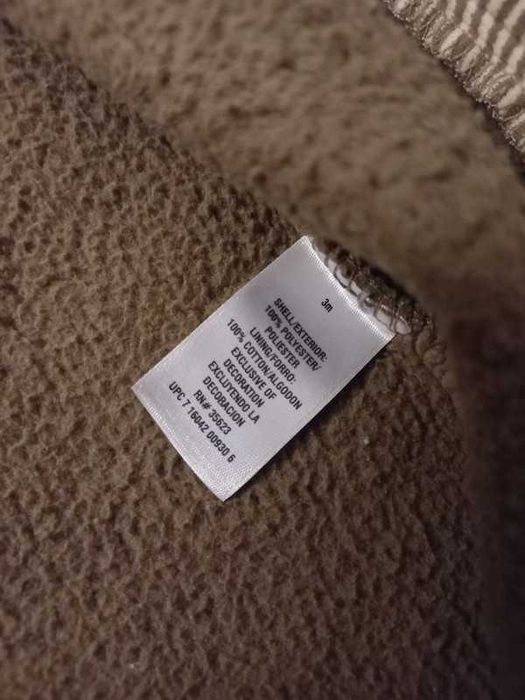 3m
SHELL/EXTERIOR:
100% POLYESTER/
POLIESTER
LINING/FORRO:
100% COTTON/ALGODON
EXCLUSIVE OF
DECORATION
EXCLUYENDO LA
DECORACION
RN# 35623
UPC 7 16042 00930 6